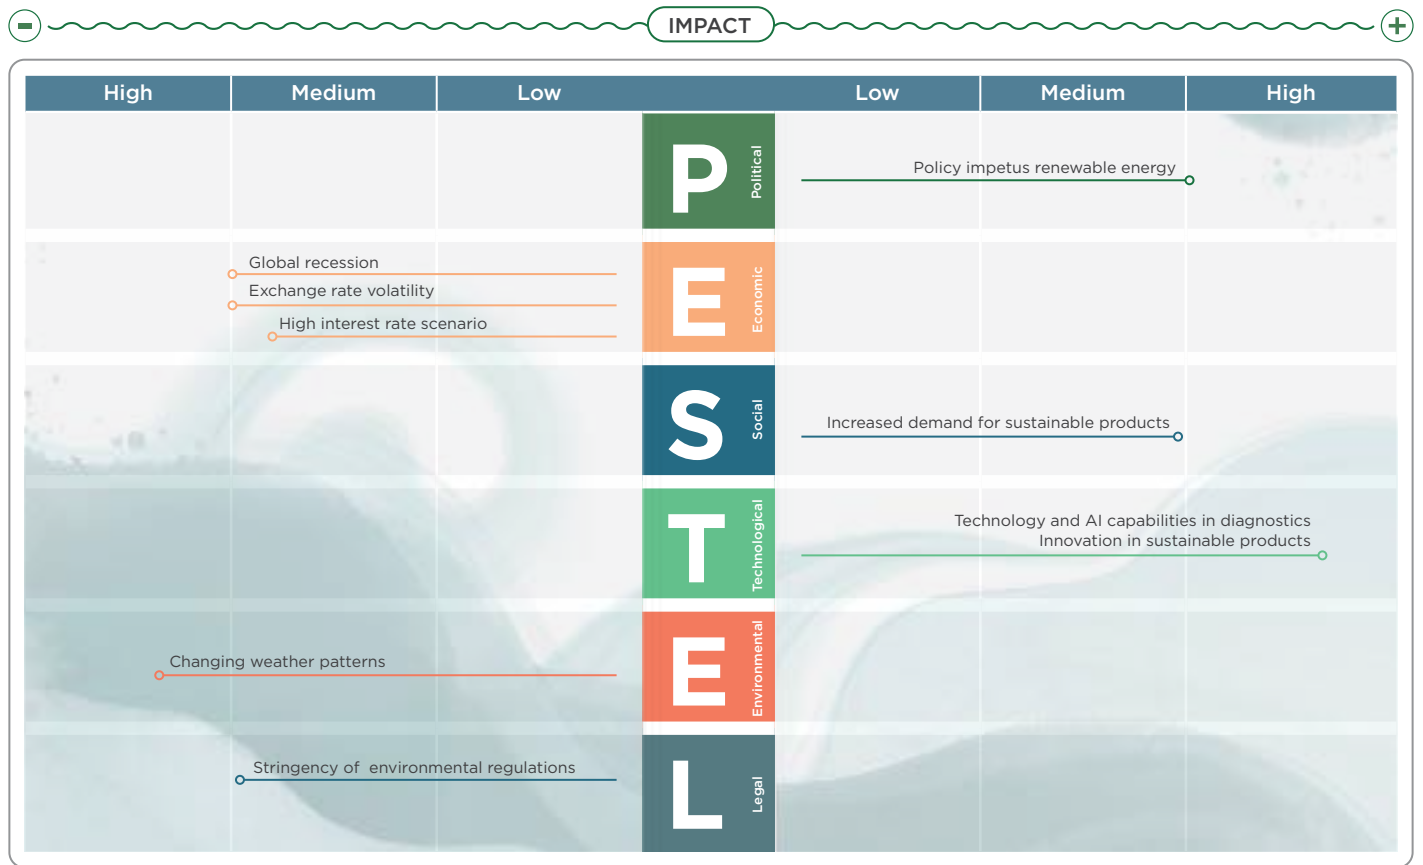 IMPACT
High Medium Low Low Medium High
P Political
Policy impetus renewable energy
Global recession
Exchange rate volatility
High interest rate scenario
E Economic
S Social
Increased demand for sustainable products
T Technological
Technology and AI capabilities in diagnostics
Innovation in sustainable products
Changing weather patterns
E Environmental
Stringency of environmental regulations
L Legal